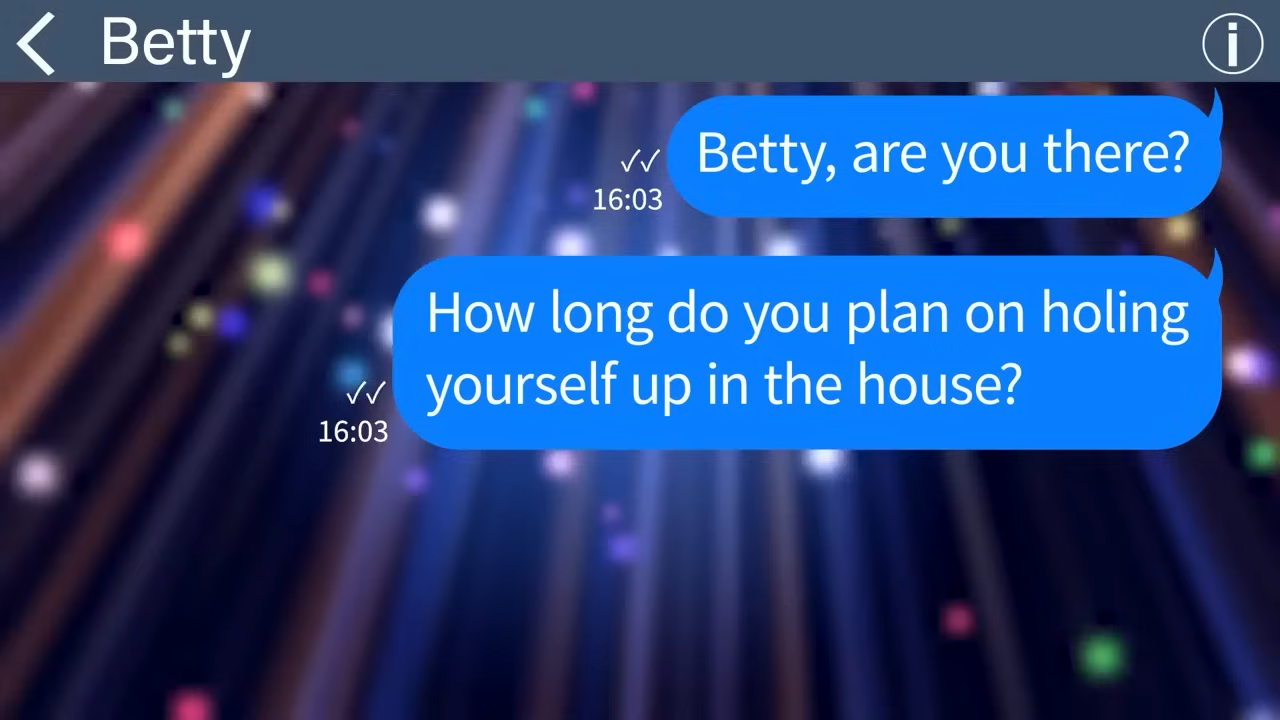 Betty
Betty, are you there?
✓✓
16:03
How long do you plan on holing
yourself up in the house?
✓✓
16:03